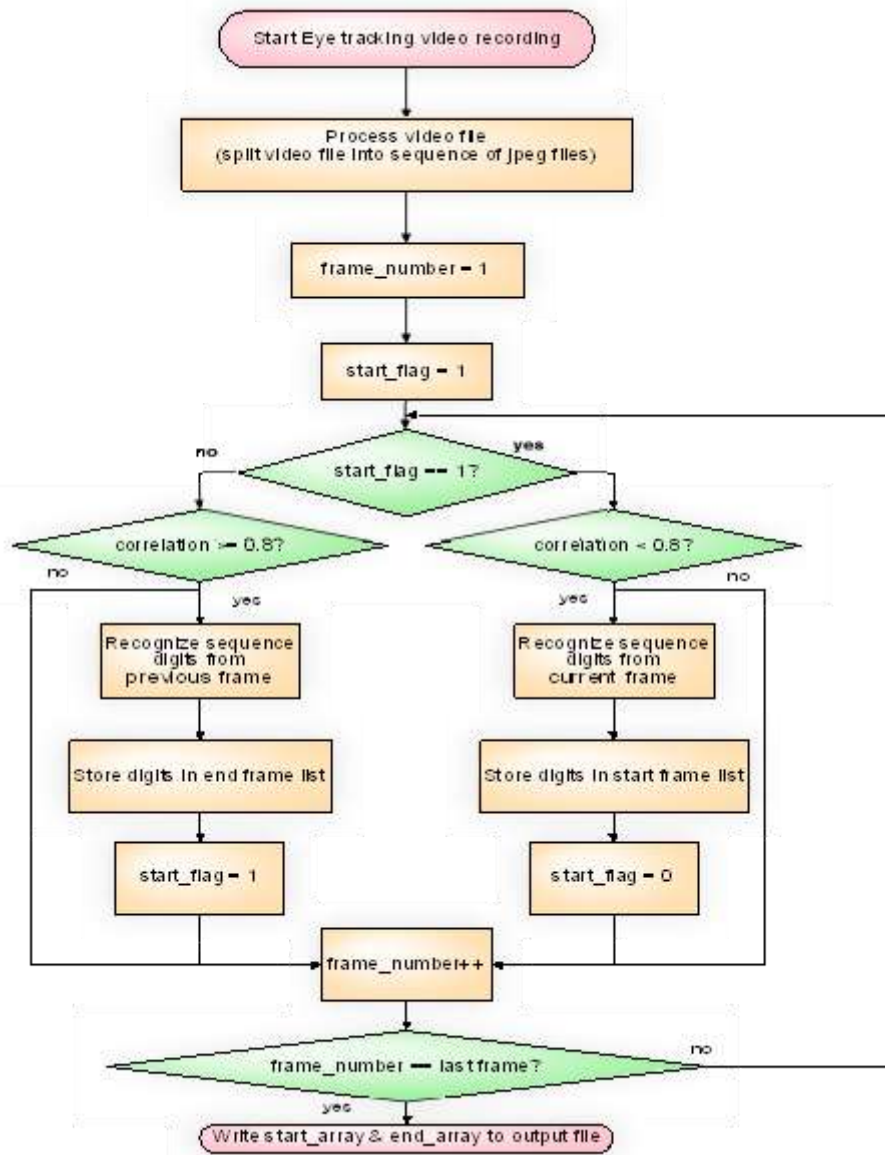 Start Eye tracking video recording
Process video file
(split video file into sequence of jpeg files)
frame_number = 1
start_flag = 1
no
yes
start_flag == 1?
correlation >= 0.8?
correlation < 0.8?
no
yes
yes
no
Recognize sequence
digits from
previous frame
Recognize sequence
digits from
current frame
Store digits in end frame list
Store digits in start frame list
start_flag = 1
start_flag = 0
frame_number++
frame_number == last frame?
no
yes
Write start_array & end_array to output file